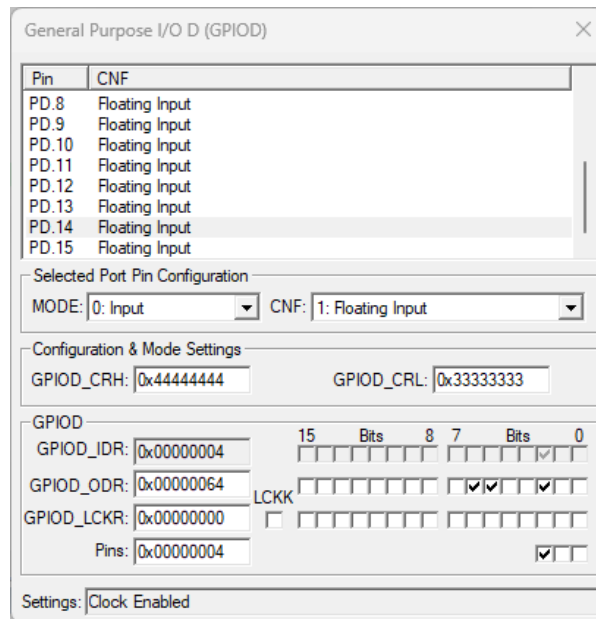 General Purpose I/O D (GPIOD)
Pin CNF
PD.8 Floating Input
PD.9 Floating Input
PD.10 Floating Input
PD.11 Floating Input
PD.12 Floating Input
PD.13 Floating Input
PD.14 Floating Input
PD.15 Floating Input
Selected Port Pin Configuration
MODE: 0: Input CNF: 1: Floating Input
Configuration & Mode Settings
GPIOD_CRH: 0x44444444 GPIOD_CRL: 0x33333333
GPIOD
15 Bits 8 7 Bits 0
GPIOD_IDR: 0x00000004
GPIOD_ODR: 0x00000064
LCKK
GPIOD_LCKR: 0x00000000
Pins: 0x00000004
Settings: Clock Enabled